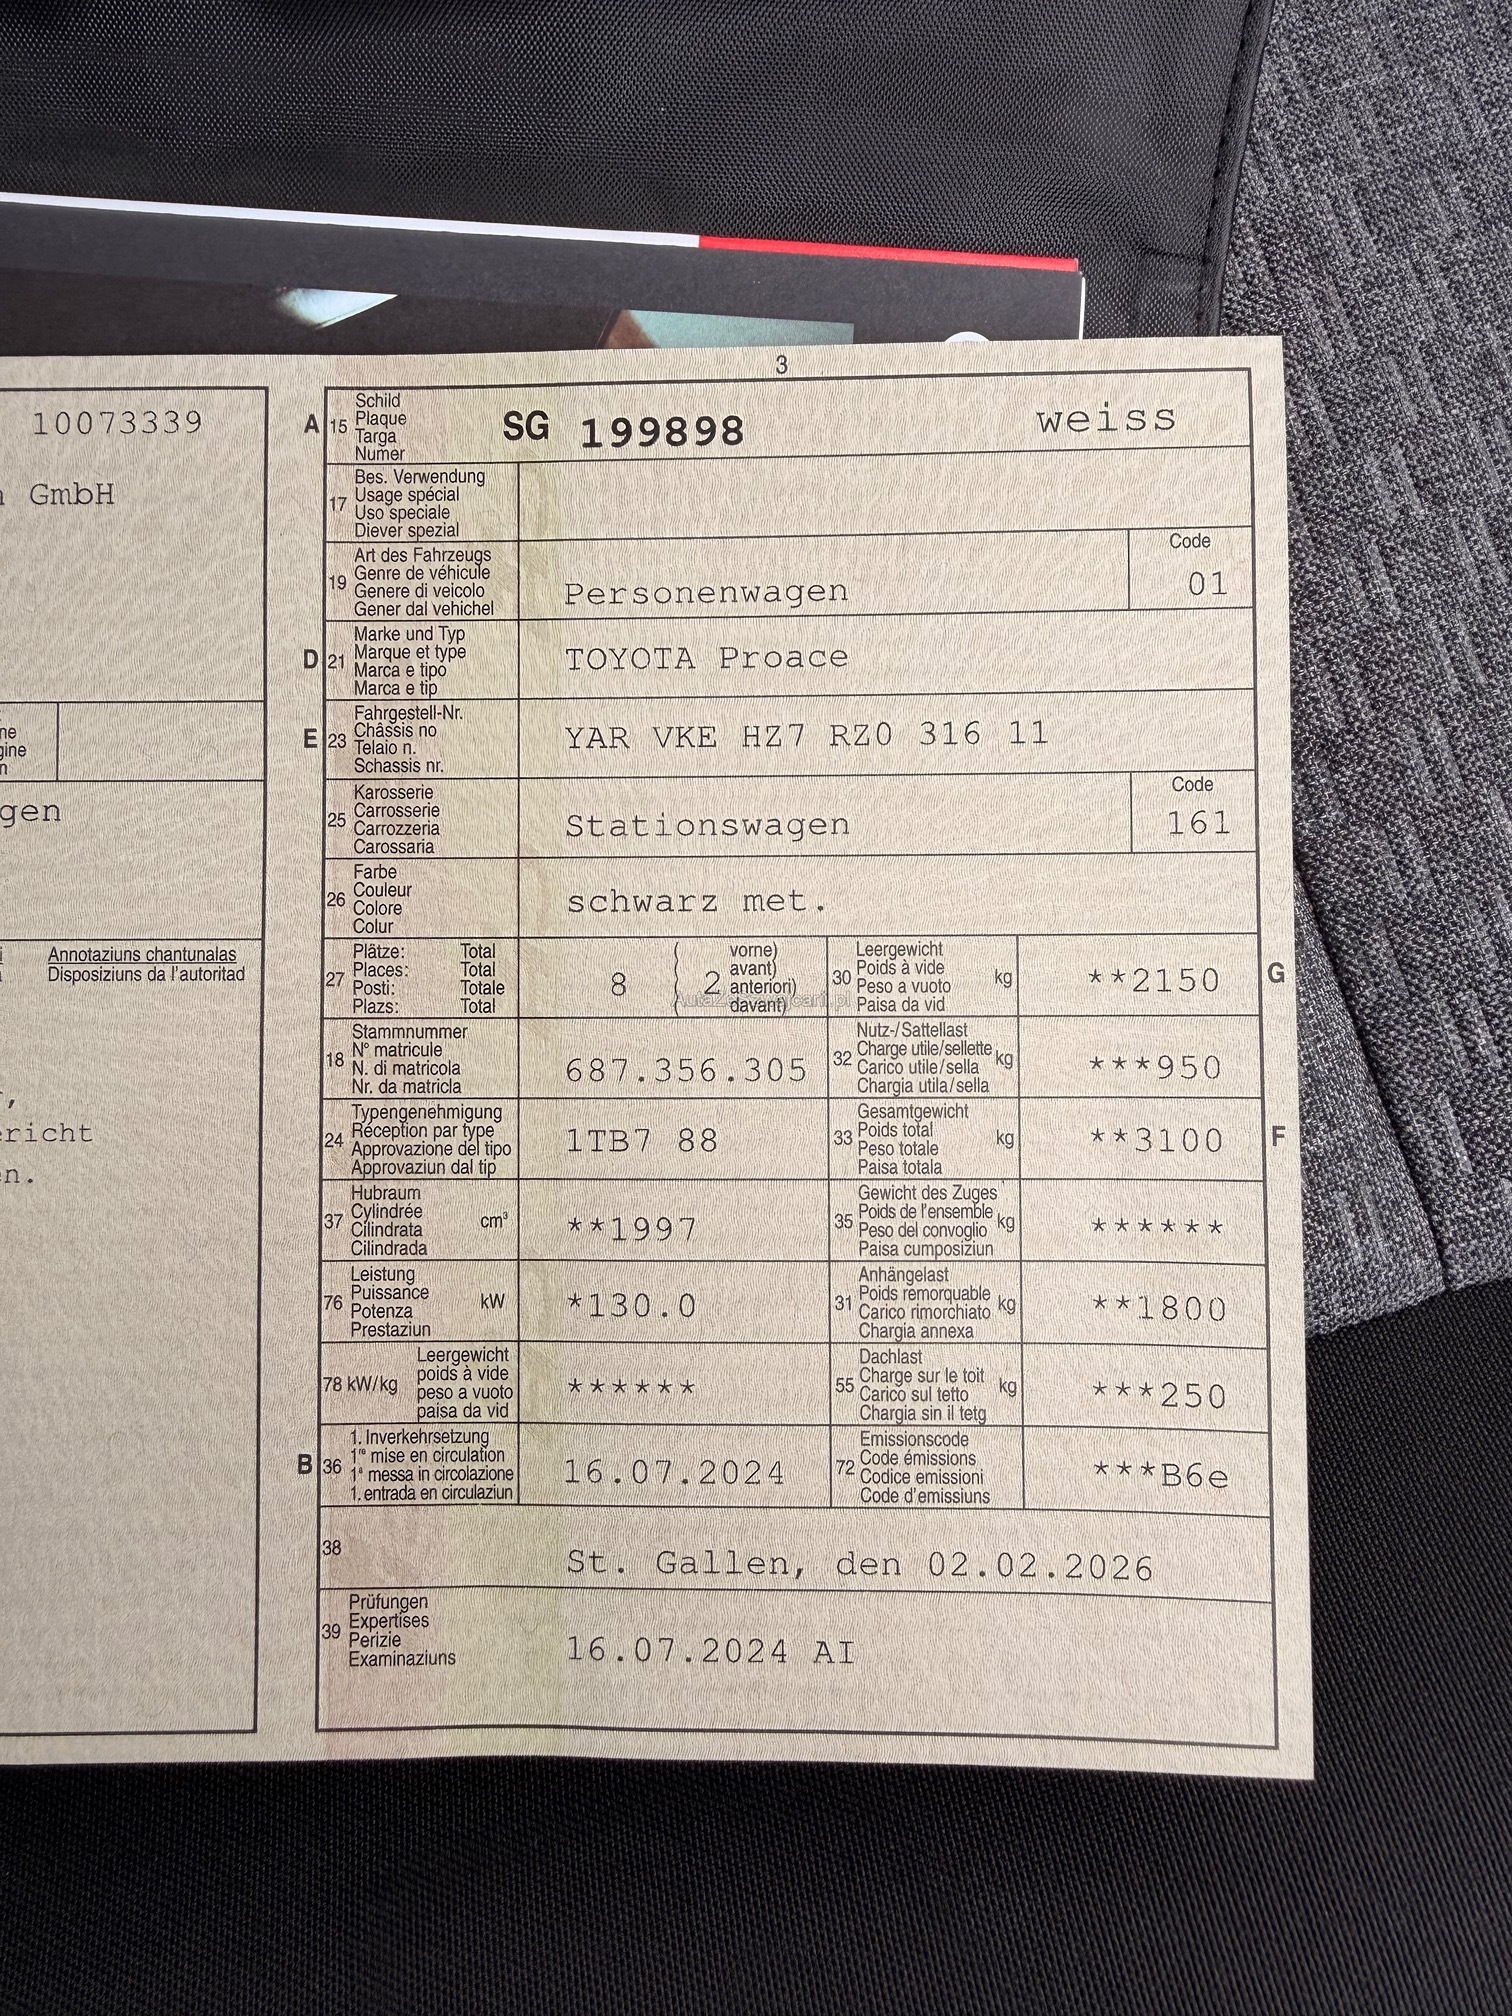 3
10073339
GmbH
gen
Annotaziuns chantunalas
Disposiziuns da l'autoritad
ericht
A 15 Schild
Plaque
Targa
Numer
SG 199898 weiss
17 Bes. Verwendung
Usage spécial
Uso speciale
Diever spezial
19 Art des Fahrzeugs
Genre de véhicule
Genere di veicolo
Gener dal vehichel
Personenwagen
Code
01
D 21 Marke und Typ
Marque et type
Marca e tipo
Marca e tip
TOYOTA Proace
E 23 Fahrgestell-Nr.
Châssis no
Telaio n.
Schassis nr.
YAR VKE HZ7 RZ0 316 11
25 Karosserie
Carrosserie
Carrozzeria
Carossaria
Stationswagen
Code
161
26 Farbe
Couleur
Colore
Colur
schwarz met.
27 Plätze: Total
Places: Total
Posti: Totale
Plazs: Total
8 ( 2 vorne)
avant)
anteriori)
davant)
30 Leergewicht
Poids à vide
Peso a vuoto
Paisa da vid
kg
**2150
G
18 Stammnummer
N° matricule
N. di matricola
Nr. da matricla
687.356.305
32 Nutz-/Sattellast
Charge utile/sellette
Carico utile/sella
Chargia utila/sella
kg
***950
24 Typengenehmigung
Réception par type
Approvazione del tipo
Approvaziun dal tip
1TB7 88
33 Gesamtgewicht
Poids total
Peso totale
Paisa totala
kg
**3100
F
37 Hubraum
Cylindrée
Cilindrata
Cilindrada
cm³
**1997
35 Gewicht des Zuges
Poids de l'ensemble
Peso del convoglio
Paisa cumposiziun
kg
******
76 Leistung
Puissance
Potenza
Prestaziun
kW
*130.0
31 Anhängelast
Poids remorquable
Carico rimorchiato
Chargia annexa
kg
**1800
78 kW/kg Leergewicht
poids à vide
peso a vuoto
paisa da vid
******
55 Dachlast
Charge sur le toit
Carico sul tetto
Chargia sin il tetg
kg
***250
B 36 1. Inverkehrsetzung
1re mise en circulation
1a messa in circolazione
1. entrada en circulaziun
16.07.2024
72 Emissionscode
Code émissions
Codice emissioni
Code d'emissiuns
***B6e
38
St. Gallen, den 02.02.2026
39 Prüfungen
Expertises
Perizie
Examinaziuns
16.07.2024 AI